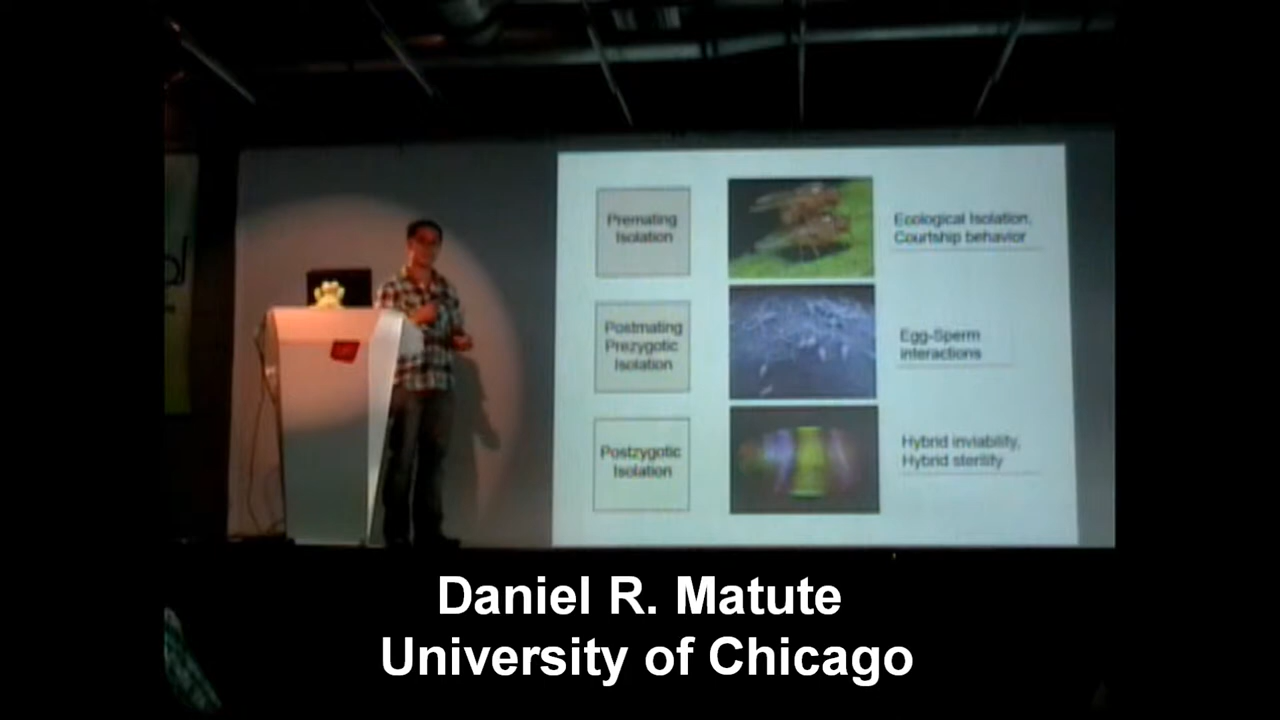 Premating
Isolation
Ecological Isolation,
Courtship behavior
Postmating
Prezygotic
Isolation
Egg-Sperm
interactions
Postzygotic
Isolation
Hybrid inviability,
Hybrid sterility
Daniel R. Matute
University of Chicago